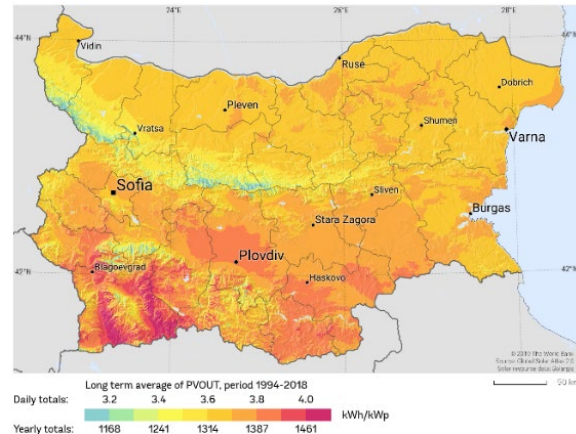 24°E
26°E
28°E
44°N
44°N
Vidin
Ruse
Dobrich
Pleven
Shumen
Vratsa
Varna
Sofia
Sliven
Burgas
Stara Zagora
Plovdiv
42°N
Blagoevgrad
Haskovo
42°N
© 2019 The World Bank
Source: Global Solar Atlas 2.0
Solar resource data: Solargis
50 km
Long term average of PVOUT, period 1994-2018
Daily totals: 3.2 3.4 3.6 3.8 4.0
kWh/kWp
Yearly totals: 1168 1241 1314 1387 1461